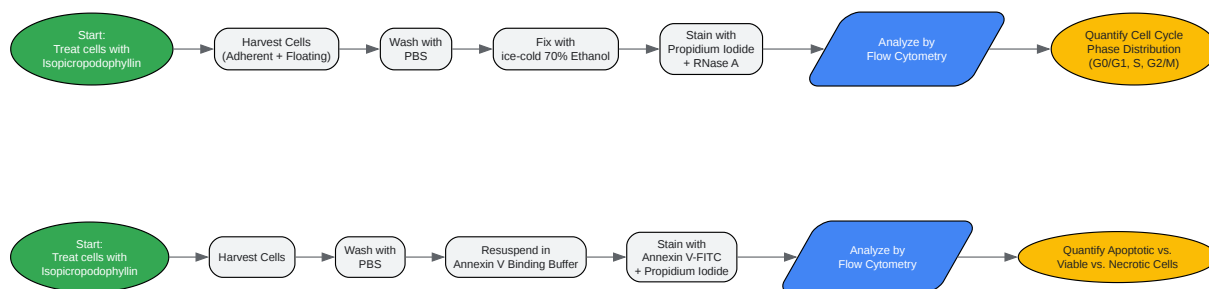 Start:
Treat cells with
Isopicropodophyllin
Harvest Cells
(Adherent + Floating)
Wash with
PBS
Fix with
ice-cold 70% Ethanol
Stain with
Propidium Iodide
+ RNase A
Analyze by
Flow Cytometry
Quantify Cell Cycle
Phase Distribution
(G0/G1, S, G2/M)
Start:
Treat cells with
Isopicropodophyllin
Harvest Cells
Wash with
PBS
Resuspend in
Annexin V Binding Buffer
Stain with
Annexin V-FITC
+ Propidium Iodide
Analyze by
Flow Cytometry
Quantify Apoptotic vs.
Viable vs. Necrotic Cells